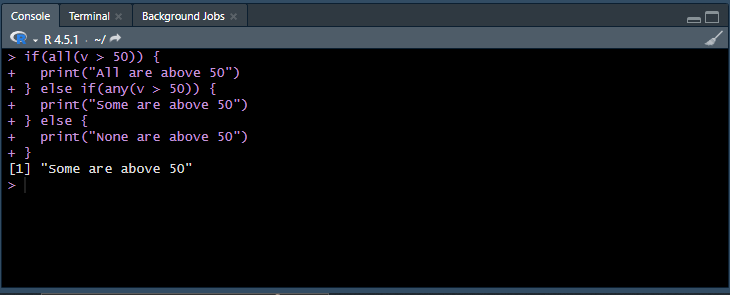 Console Terminal Background Jobs
R 4.5.1 · ~/
> if(all(v > 50)) {
+   print("All are above 50")
+ } else if(any(v > 50)) {
+   print("Some are above 50")
+ } else {
+   print("None are above 50")
+ }
[1] "Some are above 50"
>